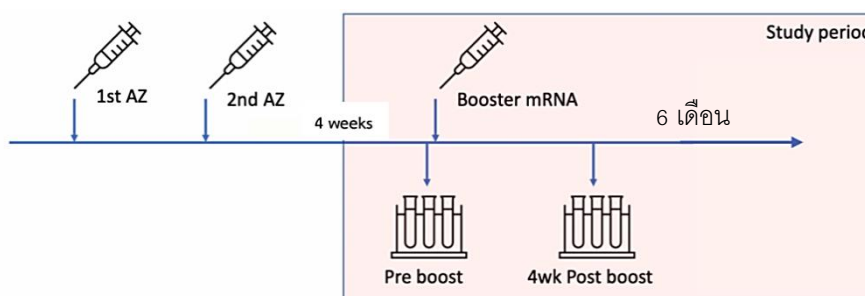 Study period
1st AZ
2nd AZ
Booster mRNA
4 weeks
6 เดือน
Pre boost
4wk Post boost